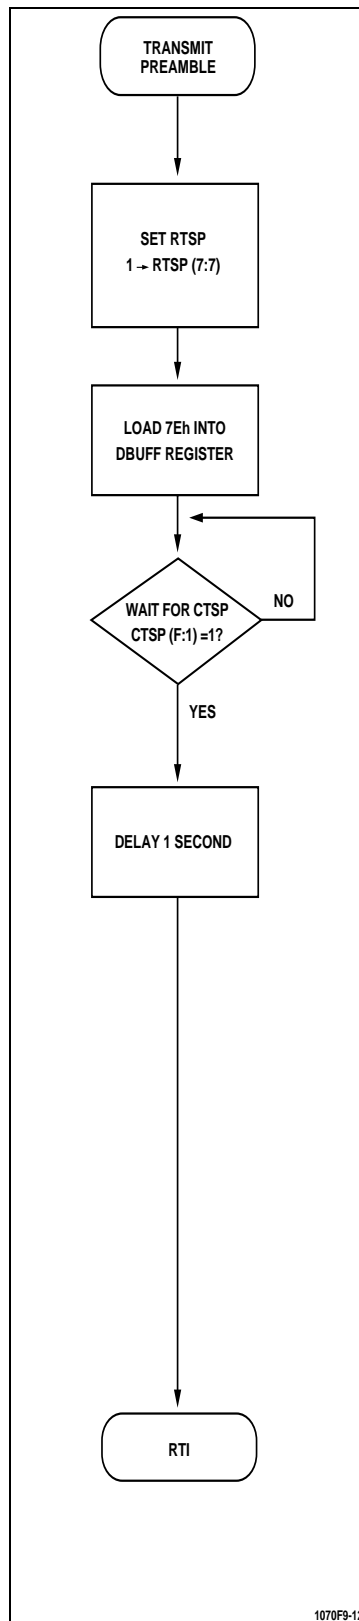 TRANSMIT
PREAMBLE
SET RTSP
1 → RTSP (7:7)
LOAD 7Eh INTO
DBUFF REGISTER
WAIT FOR CTSP
CTSP (F:1) =1?
NO
YES
DELAY 1 SECOND
RTI